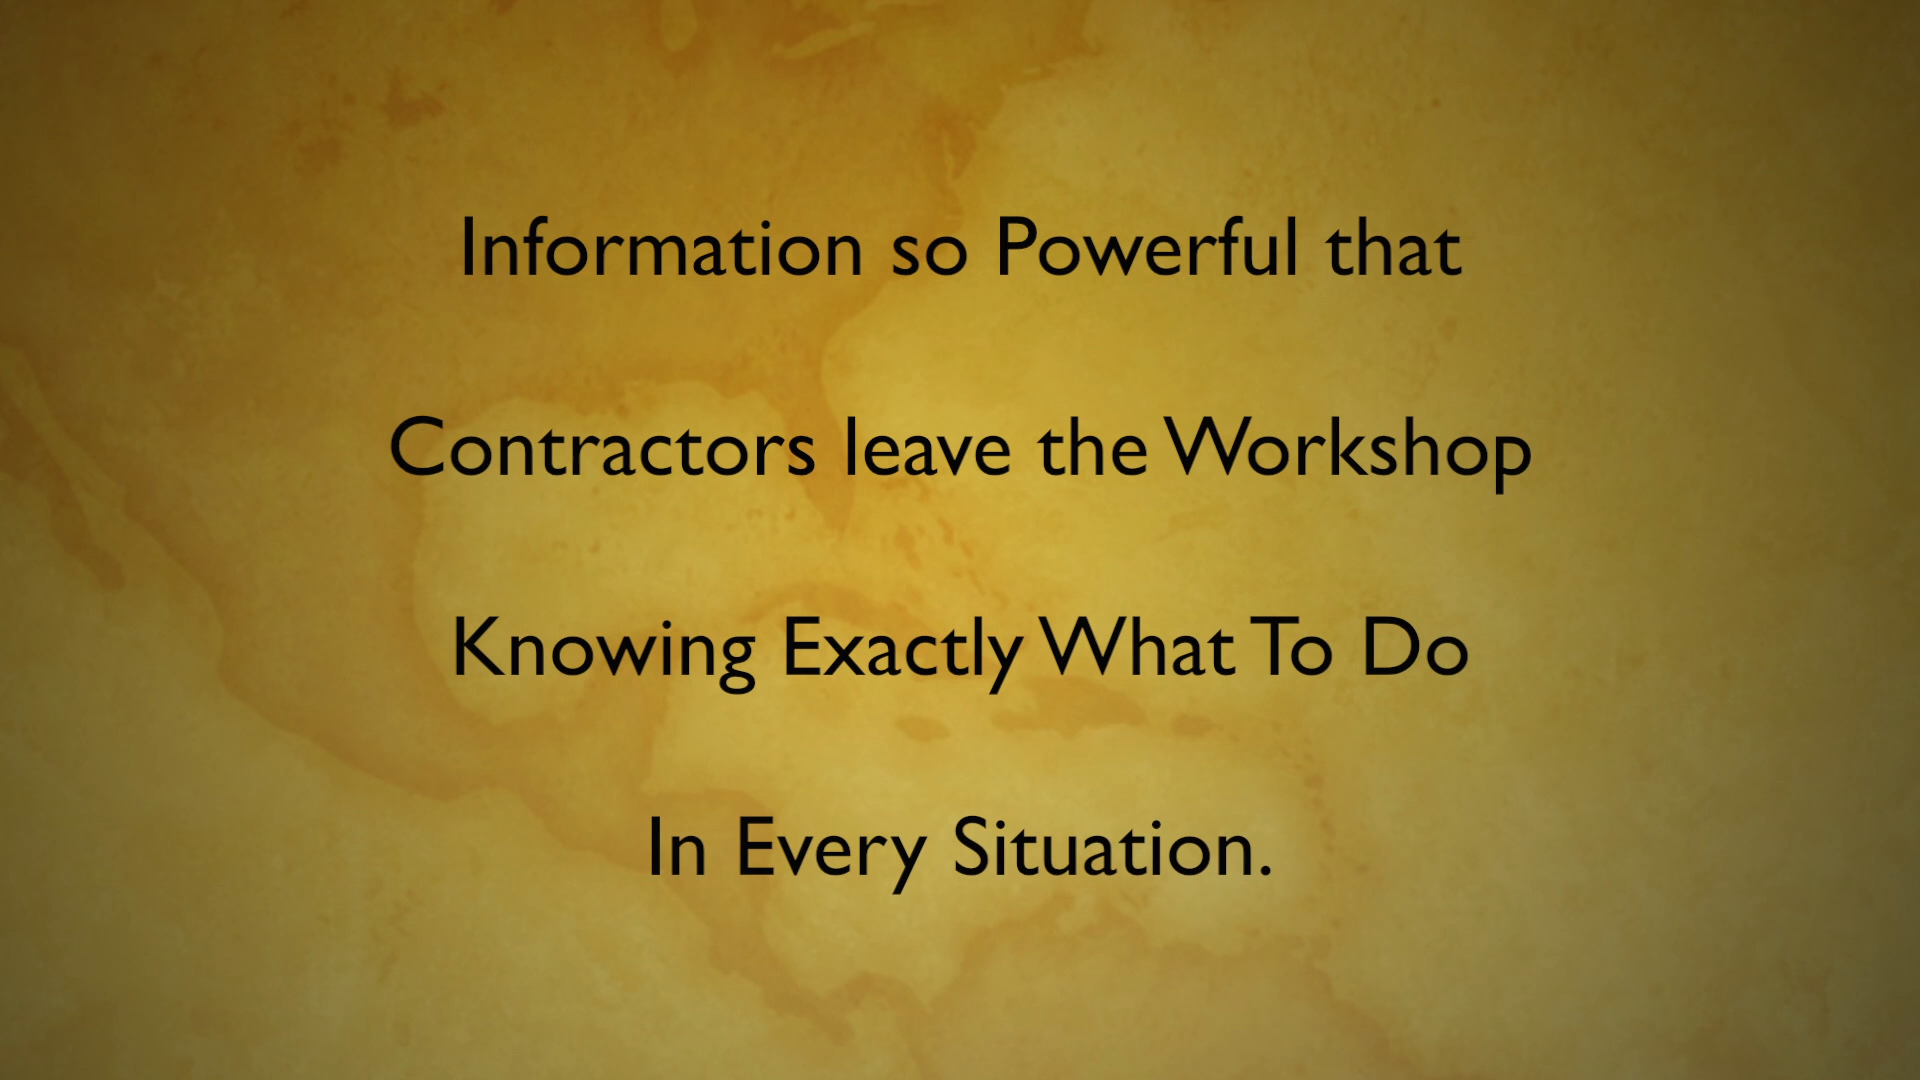 Information so Powerful that
Contractors leave the Workshop
Knowing Exactly What To Do
In Every Situation.